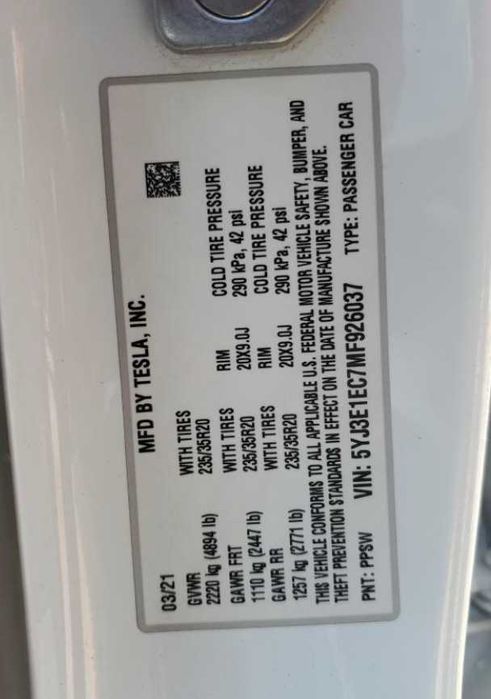 MFD BY TESLA, INC.
03/21
GVWR WITH TIRES
2220 kg (4894 lb) 235/35R20
GAWR FRT WITH TIRES RIM COLD TIRE PRESSURE
1110 kg (2447 lb) 235/35R20 20X9.0J 290 kPa, 42 psi
GAWR RR WITH TIRES RIM COLD TIRE PRESSURE
1257 kg (2771 lb) 235/35R20 20X9.0J 290 kPa, 42 psi
THIS VEHICLE CONFORMS TO ALL APPLICABLE U.S. FEDERAL MOTOR VEHICLE SAFETY, BUMPER, AND
THEFT PREVENTION STANDARDS IN EFFECT ON THE DATE OF MANUFACTURE SHOWN ABOVE.
PNT: PPSW VIN: 5YJ3E1EC7MF926037 TYPE: PASSENGER CAR